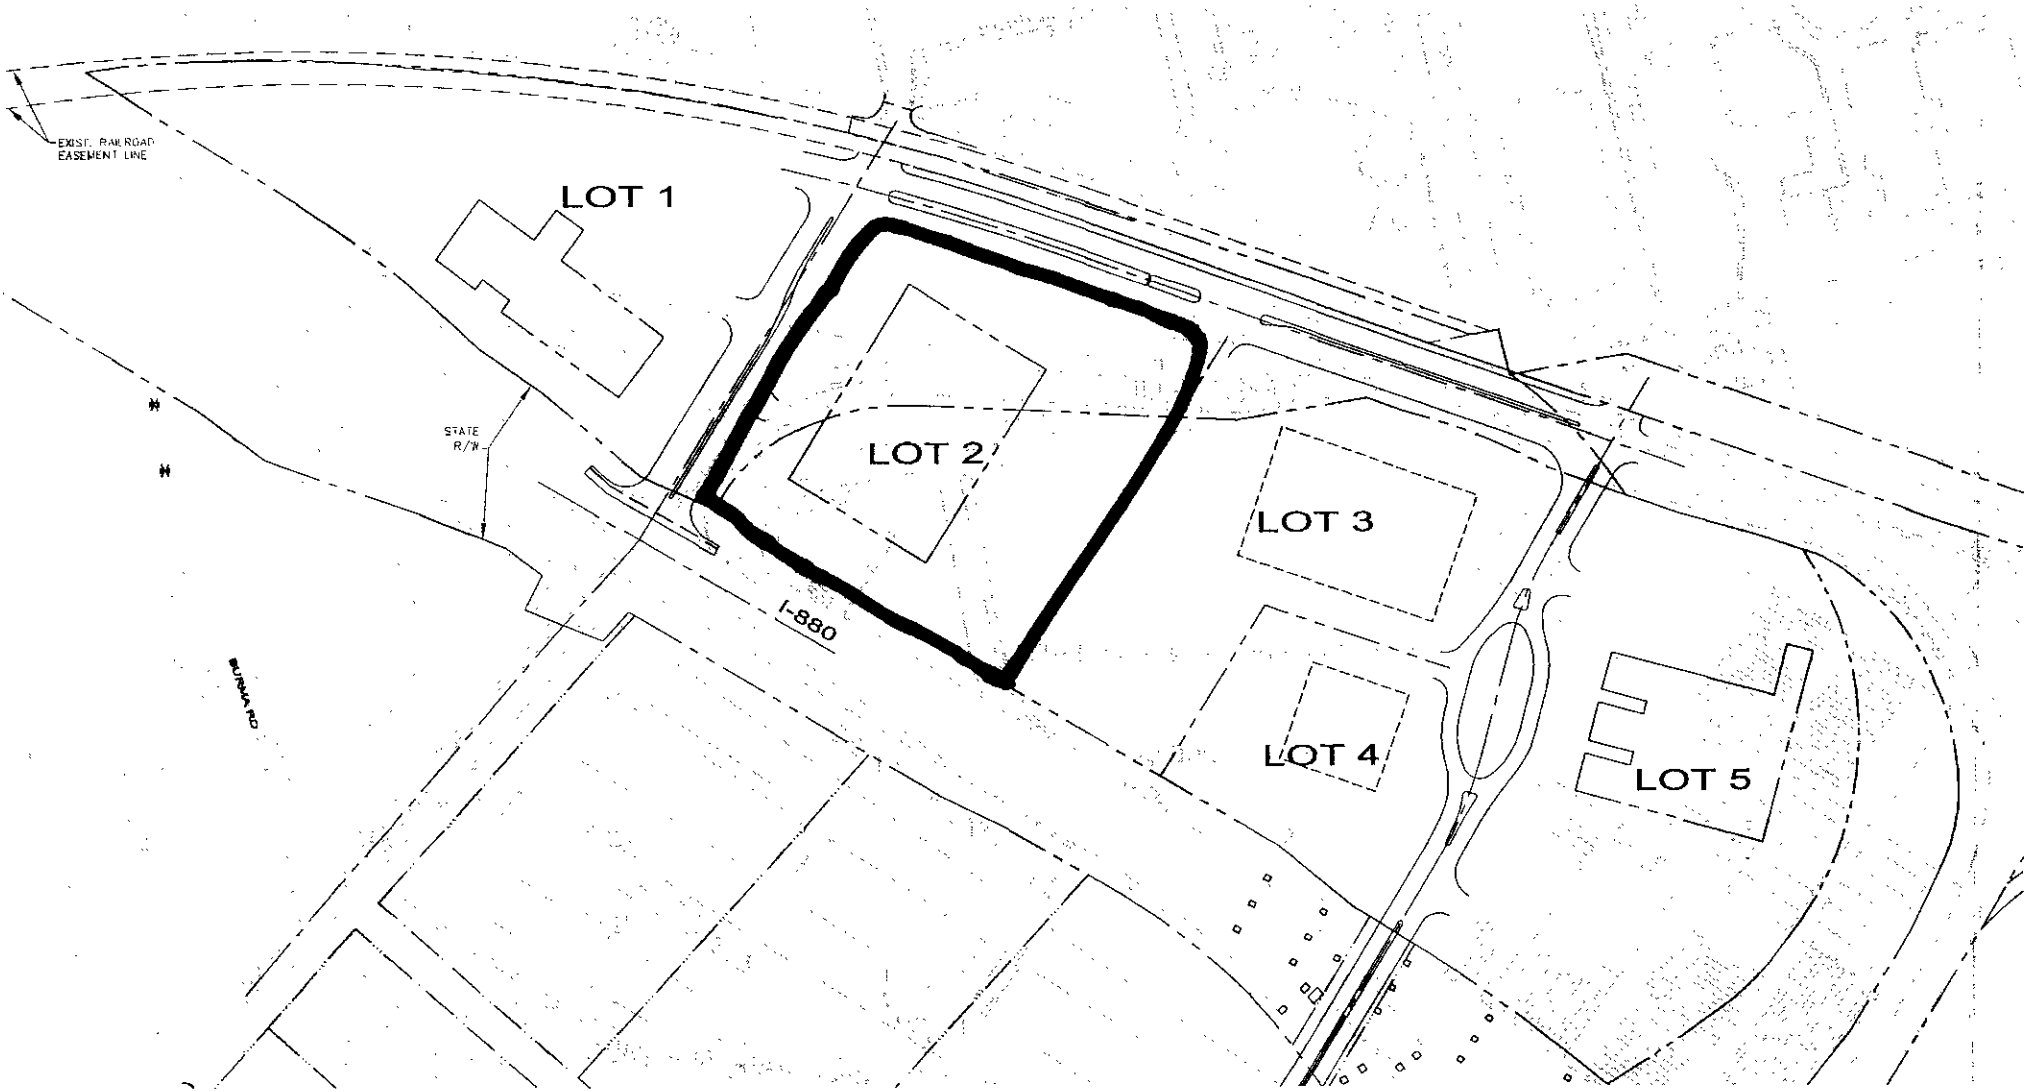 EXIST. RAILROAD
EASEMENT LINE
LOT 1
STATE
R/W
LOT 2
LOT 3
I-880
BURMA RD
LOT 4
LOT 5